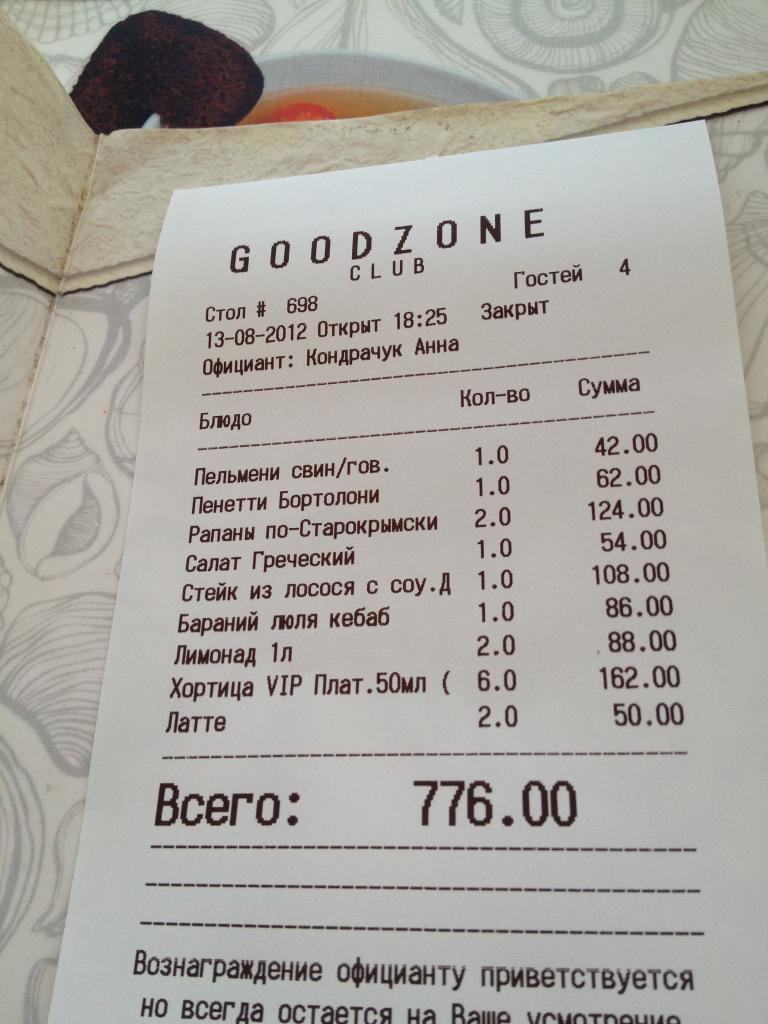 GOODZONE
CLUB
Стол # 698 Гостей 4
13-08-2012 Открыт 18:25 Закрыт
Официант: Кондрачук Анна
Блюдо Кол-во Сумма
Пельмени свин/гов. 1.0 42.00
Пенетти Бортолони 1.0 62.00
Рапаны по-Старокрымски 2.0 124.00
Салат Греческий 1.0 54.00
Стейк из лосося с соу.Д 1.0 108.00
Бараний люля кебаб 1.0 86.00
Лимонад 1л 2.0 88.00
Хортица VIP Плат.50мл ( 6.0 162.00
Латте 2.0 50.00
Всего: 776.00
Вознаграждение официанту приветствуется
но всегда остается на Ваше усмотрение